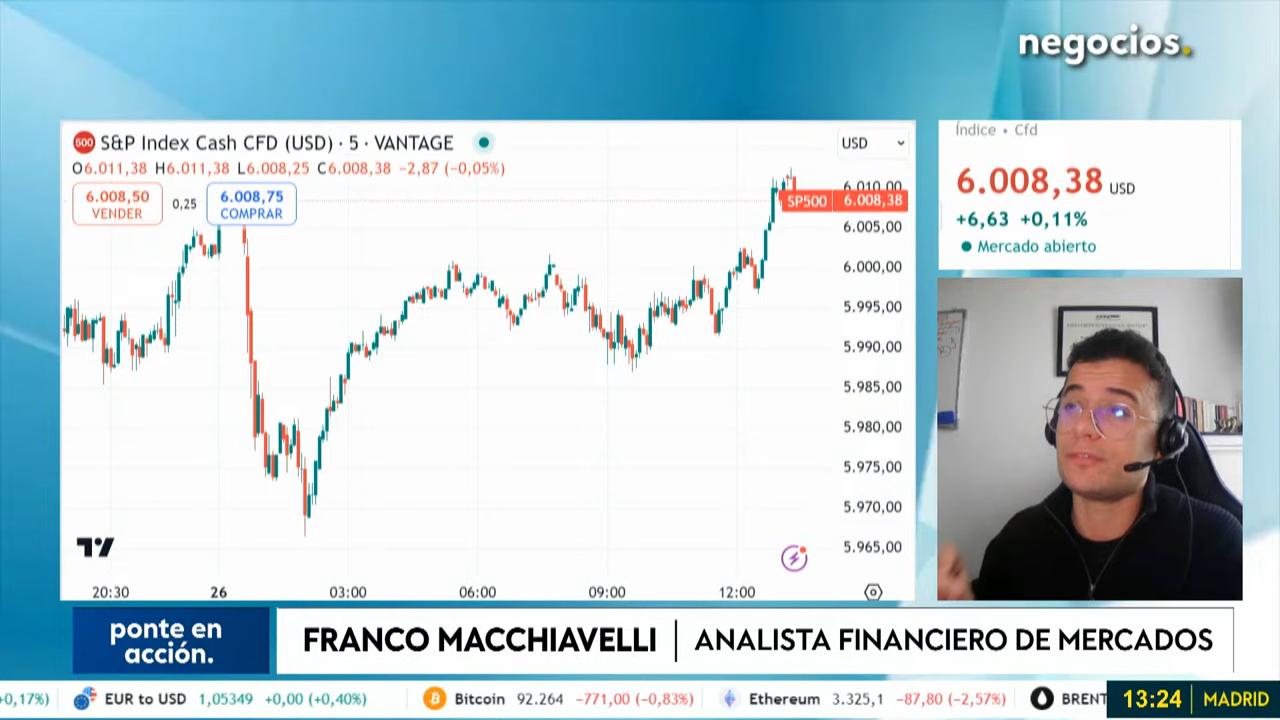 negocios.
S&P Index Cash CFD (USD) · 5 · VANTAGE
O6.011,38 H6.011,38 L6.008,25 C6.008,38 −2,87 (−0,05%)
6.008,50
VENDER
0,25
6.008,75
COMPRAR
USD
6.010,00
SP500 6.008,38
6.005,00
6.000,00
5.995,00
5.990,00
5.985,00
5.980,00
5.975,00
5.970,00
5.965,00
20:30 26 03:00 06:00 09:00 12:00
Índice • Cfd
6.008,38 USD
+6,63 +0,11%
Mercado abierto
ponte en
acción.
FRANCO MACCHIAVELLI | ANALISTA FINANCIERO DE MERCADOS
+0,17%) EUR to USD 1,05349 +0,00 (+0,40%) Bitcoin 92.264 −771,00 (−0,83%) Ethereum 3.325,1 −87,80 (−2,57%) BRENT
13:24 MADRID